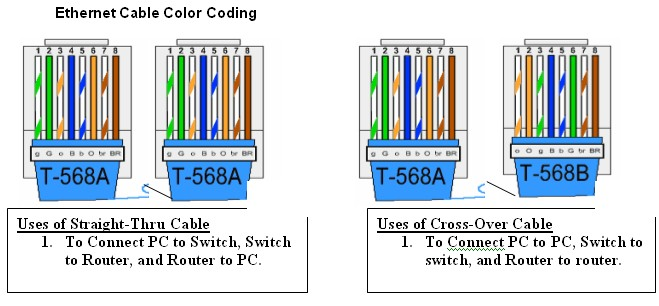 Ethernet Cable Color Coding
1 2 3 4 5 6 7 8
g G o B b O br BR
T-568A
1 2 3 4 5 6 7 8
g G o B b O br BR
T-568A
Uses of Straight-Thru Cable
1. To Connect PC to Switch, Switch
to Router, and Router to PC.
1 2 3 4 5 6 7 8
g G o B b O br BR
T-568A
1 2 3 4 5 6 7 8
o O g B b G br BR
T-568B
Uses of Cross-Over Cable
1. To Connect PC to PC, Switch to
switch, and Router to router.